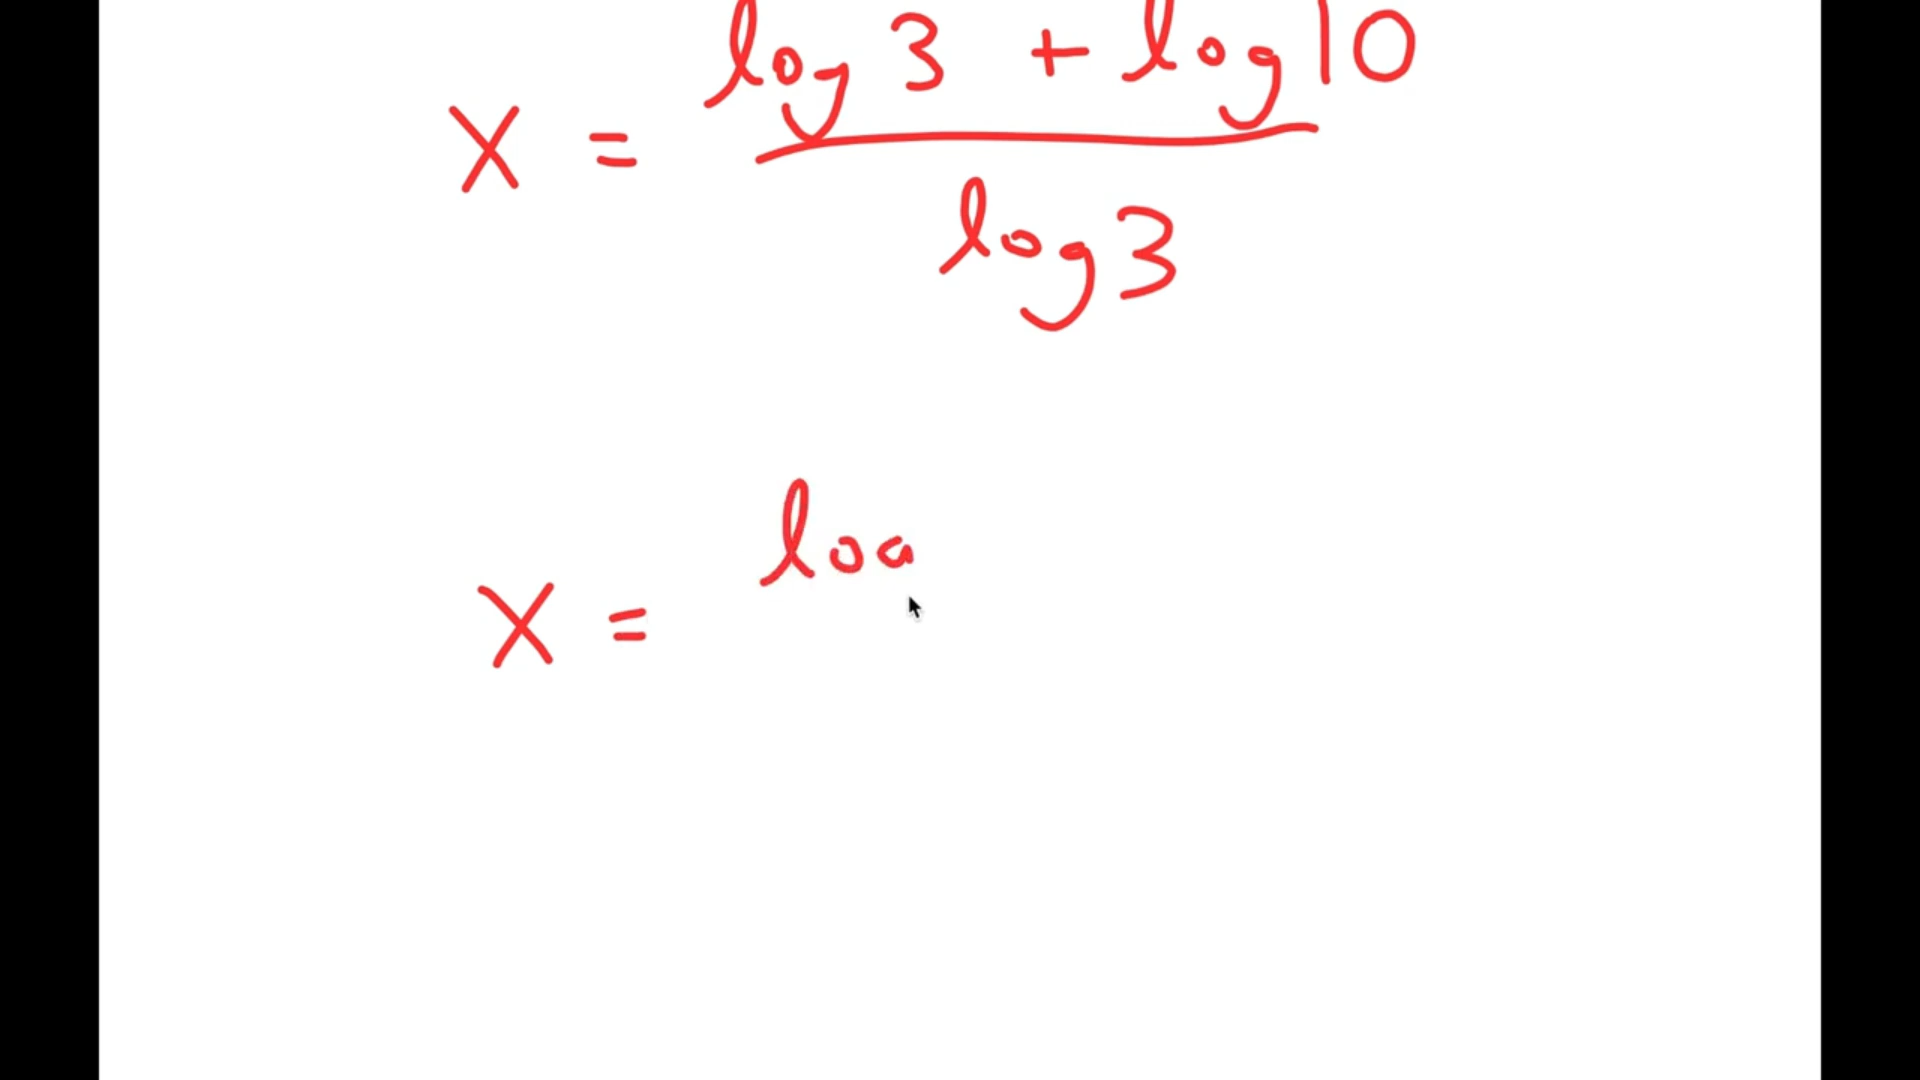 x = (log 3 + log 10) / log 3
x = loa